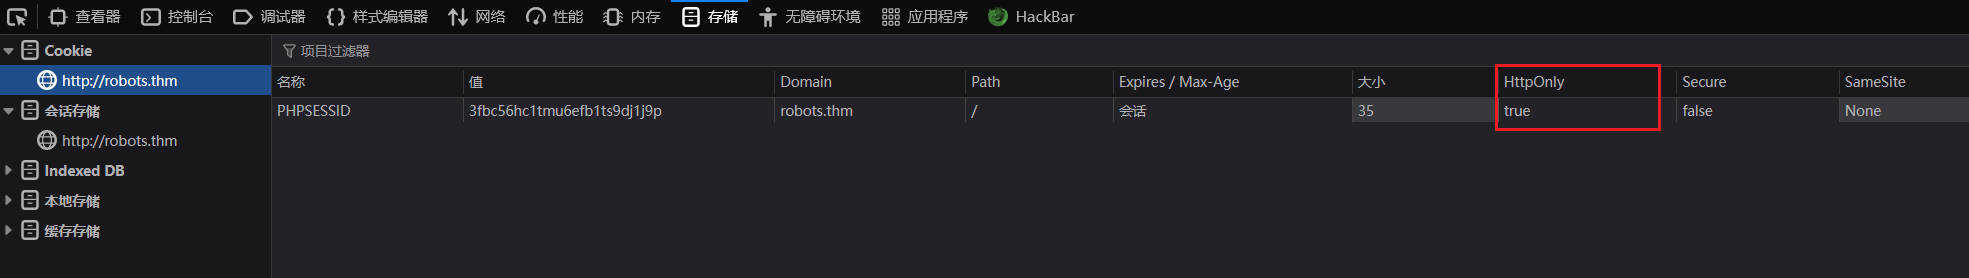 查看器 控制台 调试器 样式编辑器 网络 性能 内存 存储 无障碍环境 应用程序 HackBar
Cookie
http://robots.thm
会话存储
http://robots.thm
Indexed DB
本地存储
缓存存储
项目过滤器
名称 值 Domain Path Expires / Max-Age 大小 HttpOnly Secure SameSite
PHPSESSID 3fbc56hc1tmu6efb1ts9dj1j9p robots.thm / 会话 35 true false None